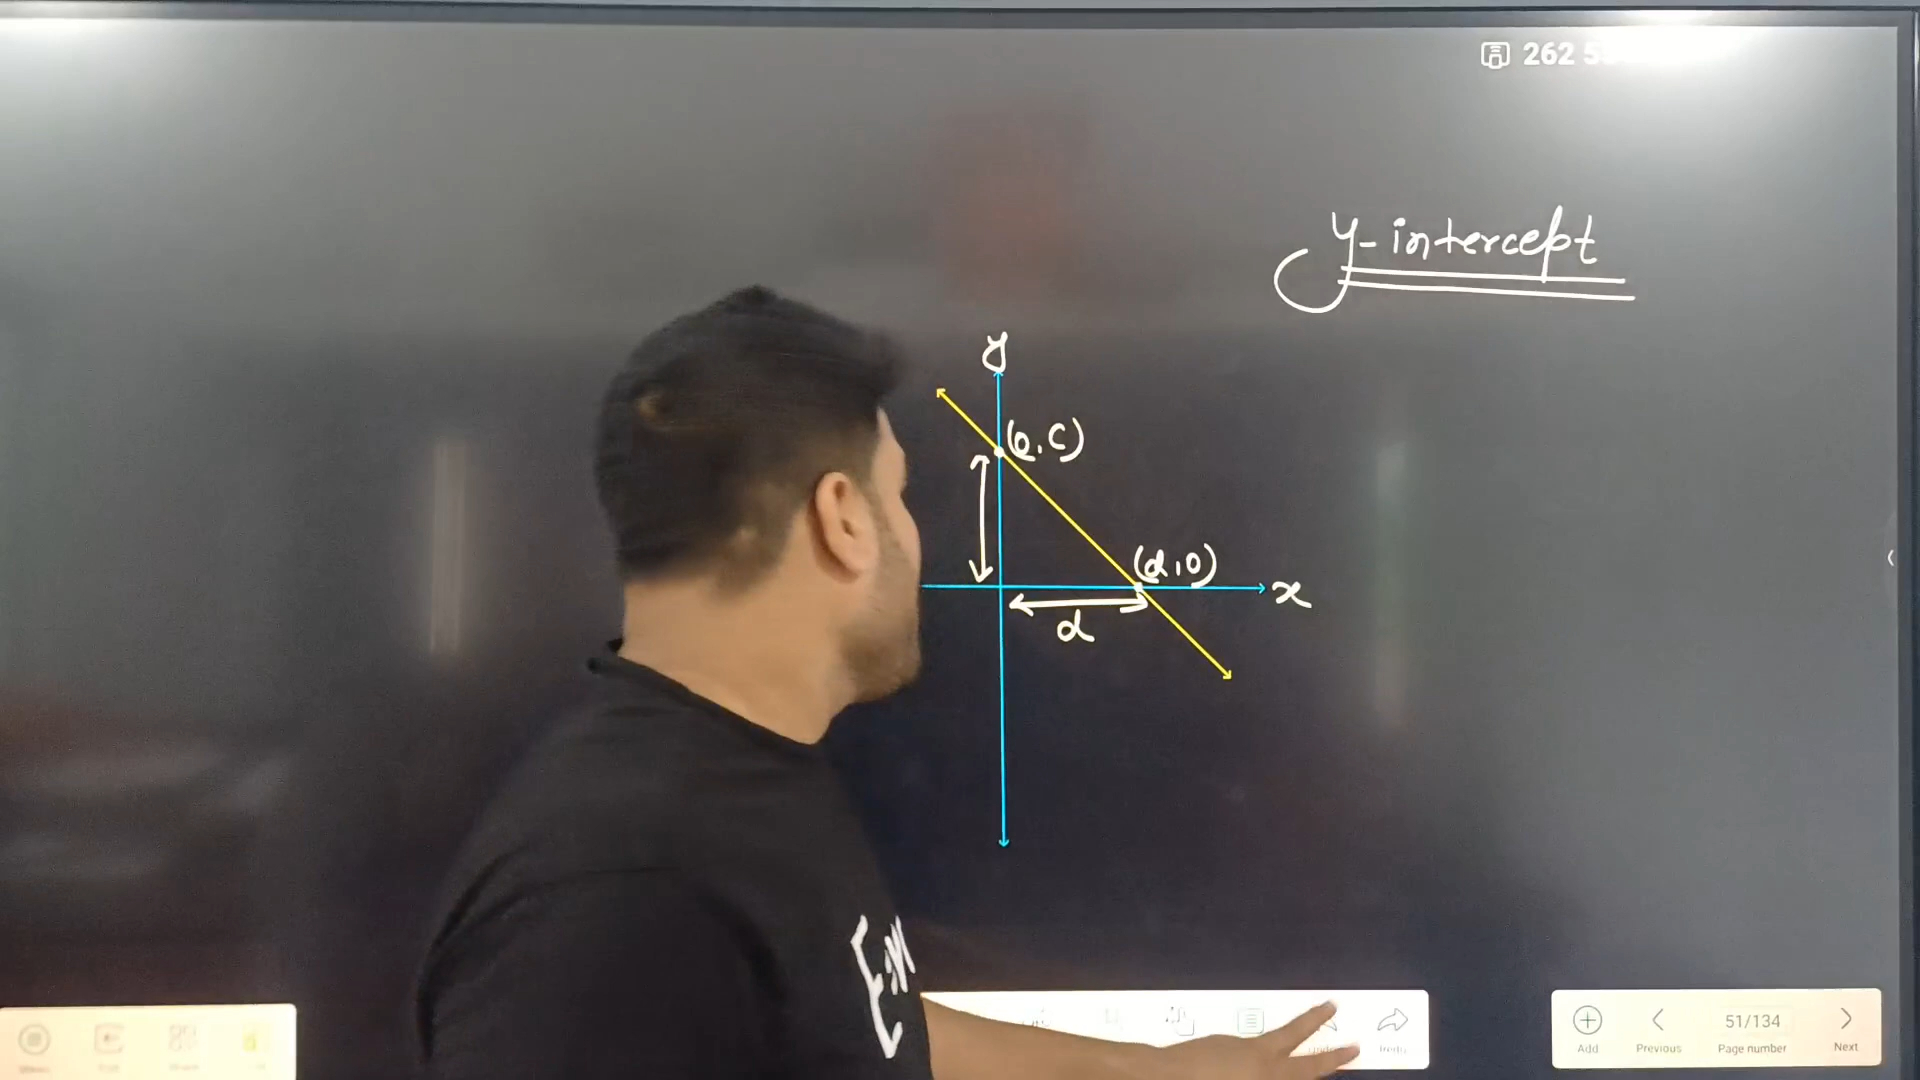 262
y-intercept
y
(0,C)
(d,0)
x
d
Add
Previous
51/134
Page number
Next